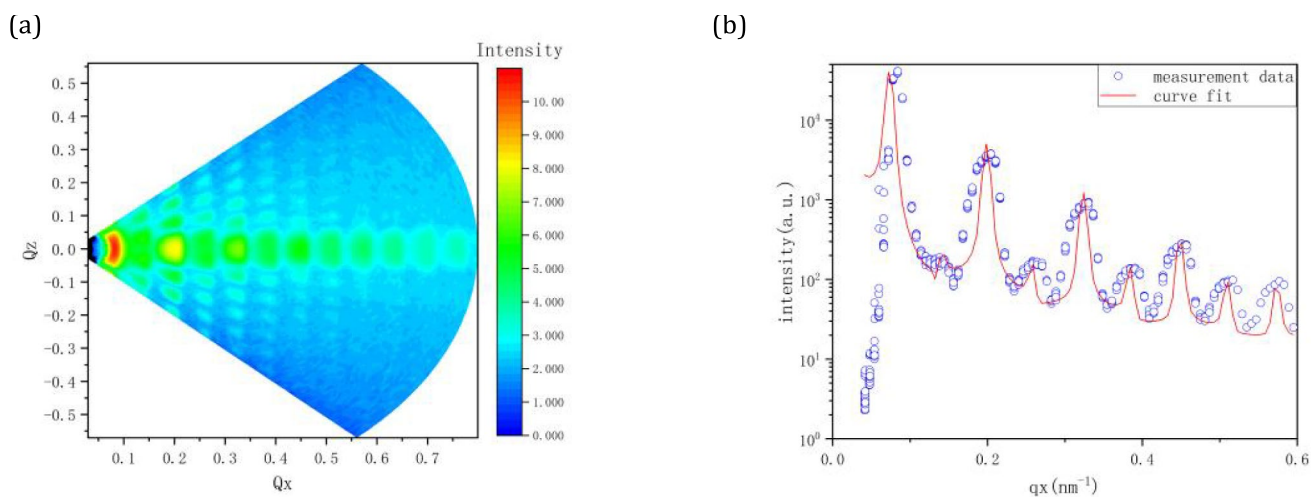 (a)
(b)
Intensity
10.00
9.000
8.000
7.000
6.000
5.000
4.000
3.000
2.000
1.000
0.000
0.5
0.4
0.3
0.2
0.1
0.0
-0.1
-0.2
-0.3
-0.4
-0.5
Qz
0.1 0.2 0.3 0.4 0.5 0.6 0.7
Qx
measurement data
curve fit
10⁴
10³
10²
10¹
10⁰
intensity(a.u.)
0.0 0.2 0.4 0.6
qx(nm⁻¹)